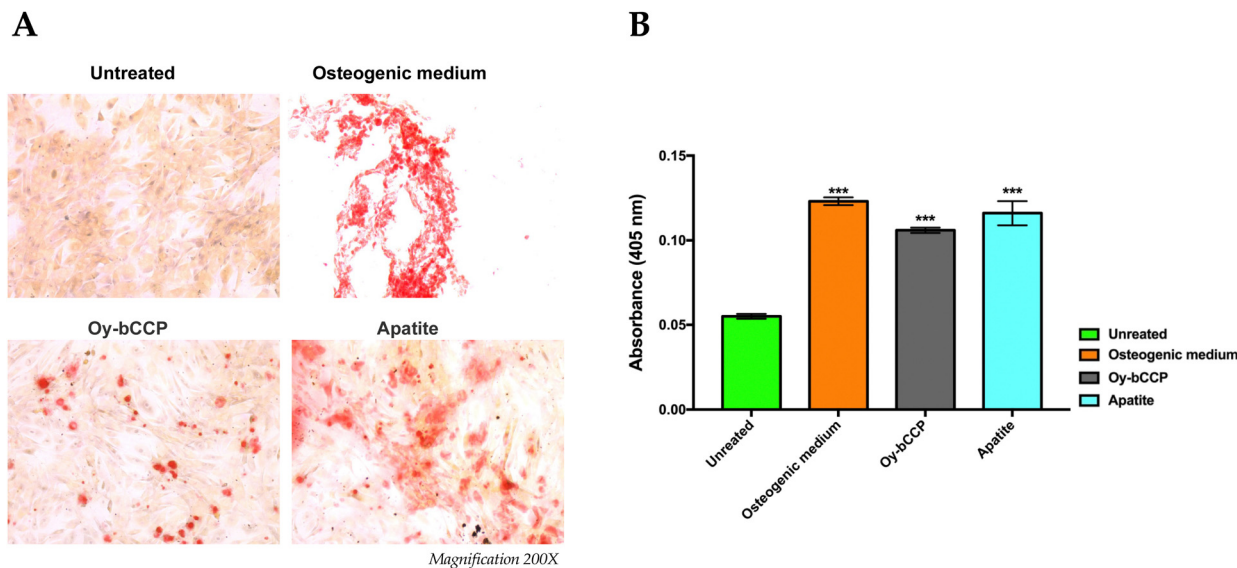 A
Untreated
Osteogenic medium
Oy-bCCP
Apatite
Magnification 200X
B
Absorbance (405 nm)
0.15
0.10
0.05
0.00
***
***
***
Unreated
Osteogenic medium
Oy-bCCP
Apatite
Unreated
Osteogenic medium
Oy-bCCP
Apatite